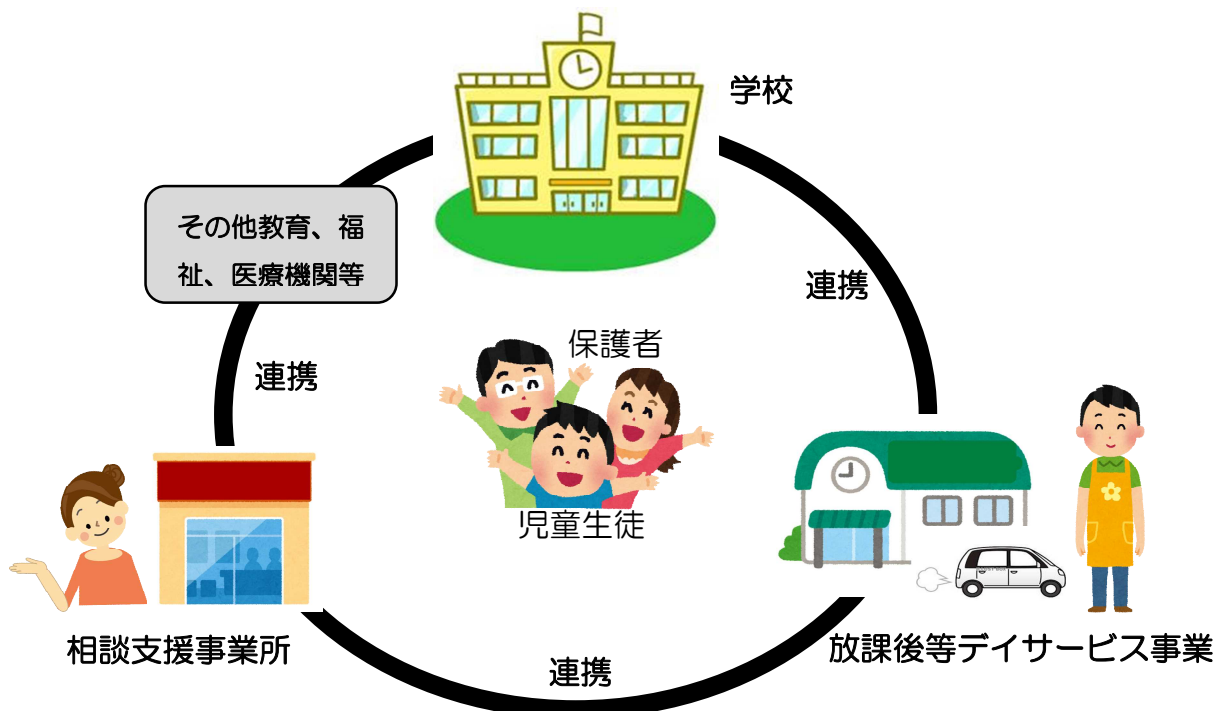 学校
その他教育、福
祉、医療機関等
連携
保護者
連携
児童生徒
相談支援事業所
放課後等デイサービス事業
連携